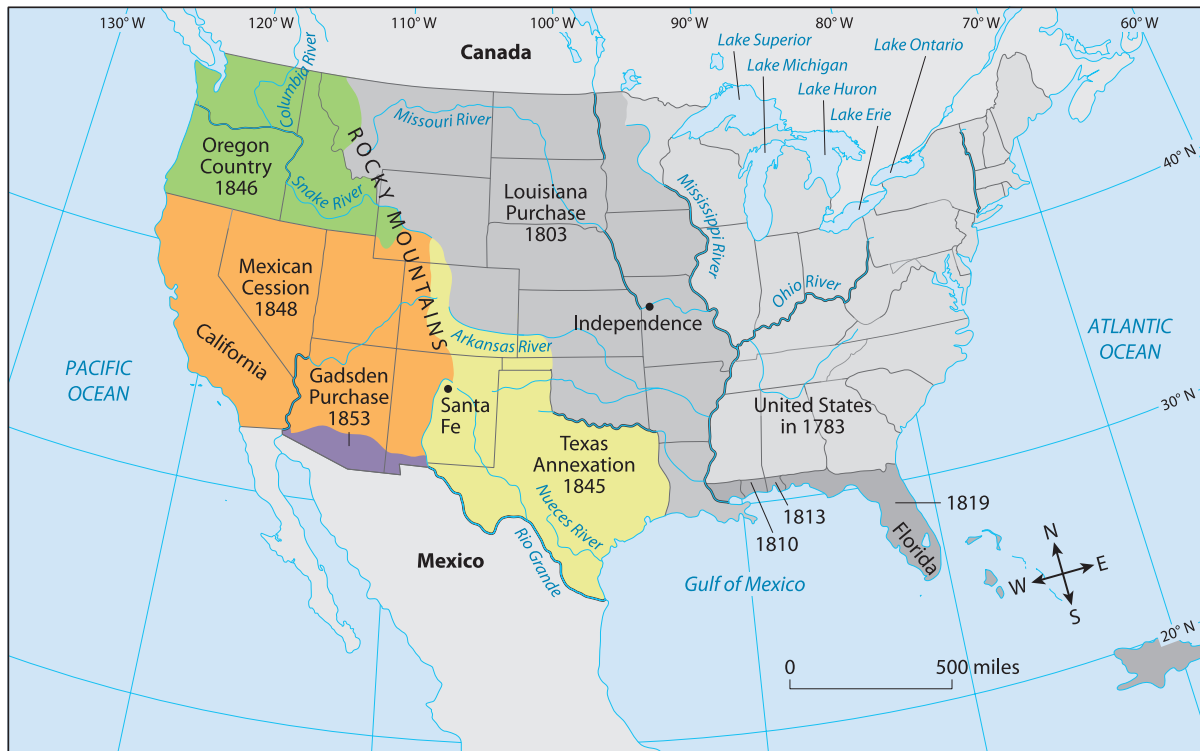 130° W
120° W
110° W
100° W
90° W
80° W
70° W
60° W
Canada
Lake Superior
Lake Michigan
Lake Ontario
Lake Huron
Lake Erie
40° N
Columbia River
Missouri River
Oregon
Country
1846
Snake River
ROCKY MOUNTAINS
Louisiana
Purchase
1803
Mississippi River
Mexican
Cession
1848
Ohio River
Independence
California
Arkansas River
ATLANTIC
OCEAN
PACIFIC
OCEAN
Gadsden
Purchase
1853
Santa
Fe
United States
in 1783
30° N
Texas
Annexation
1845
Nueces River
Rio Grande
1810
1813
1819
Florida
Mexico
Gulf of Mexico
N
E
W
S
20° N
0
500 miles